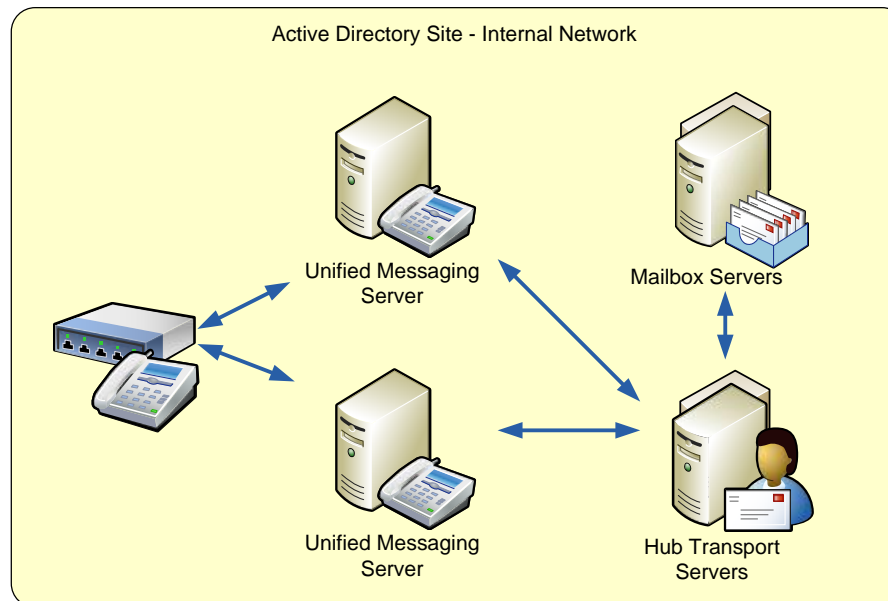 Active Directory Site - Internal Network
Unified Messaging
Server
Mailbox Servers
Unified Messaging
Server
Hub Transport
Servers